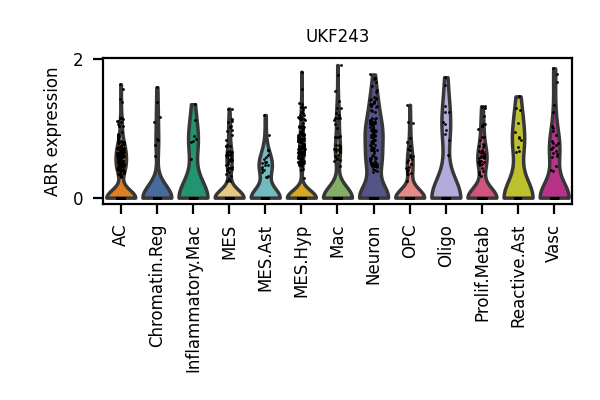 UKF243
ABR expression
2
0
AC
Chromatin.Reg
Inflammatory.Mac
MES
MES.Ast
MES.Hyp
Mac
Neuron
OPC
Oligo
Prolif.Metab
Reactive.Ast
Vasc